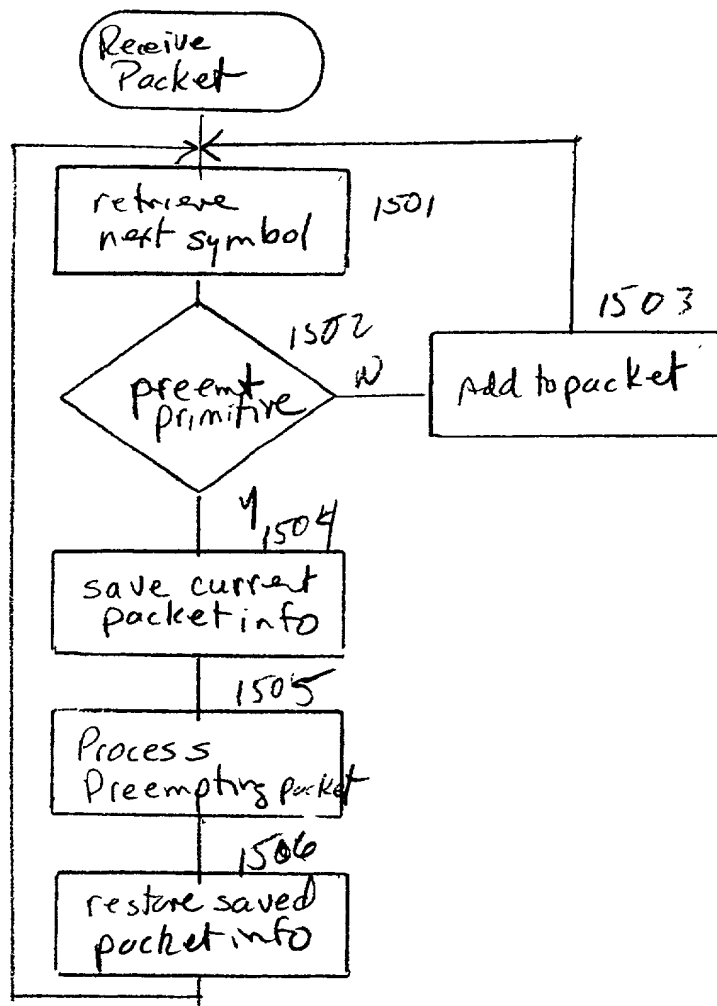 Receive
Packet
retrieve
next symbol
1501
1502
preemt
primitive
N
1503
Add to packet
Y
1504
save current
packet info
1505
Process
Preempting packet
1506
restore saved
packet info